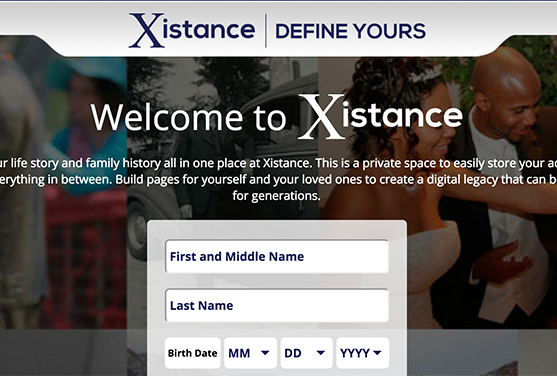 Xistance | DEFINE YOURS
Welcome to Xistance
ur life story and family history all in one place at Xistance. This is a private space to easily store your ac
erything in between. Build pages for yourself and your loved ones to create a digital legacy that can b
for generations.
First and Middle Name
Last Name
Birth Date MM DD YYYY